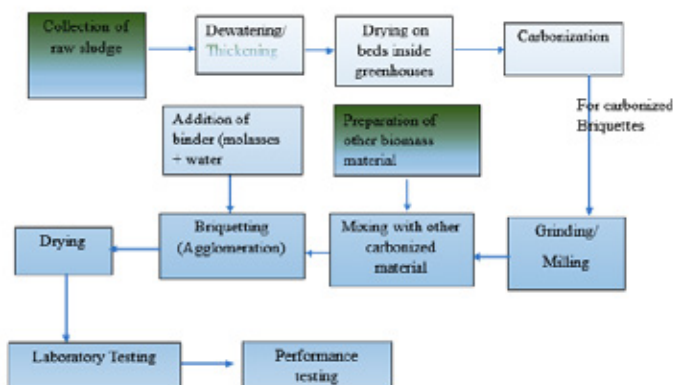 Collection of
raw sludge
Dewatering/
Thickening
Drying on
beds inside
greenhouses
Carbonization
For carbonized
Briquettes
Addition of
binder (molasses
+ water
Preparation of
other biomass
material
Drying
Briquetting
(Agglomeration)
Mixing with other
carbonized
material
Grinding/
Milling
Laboratory Testing
Performance
testing